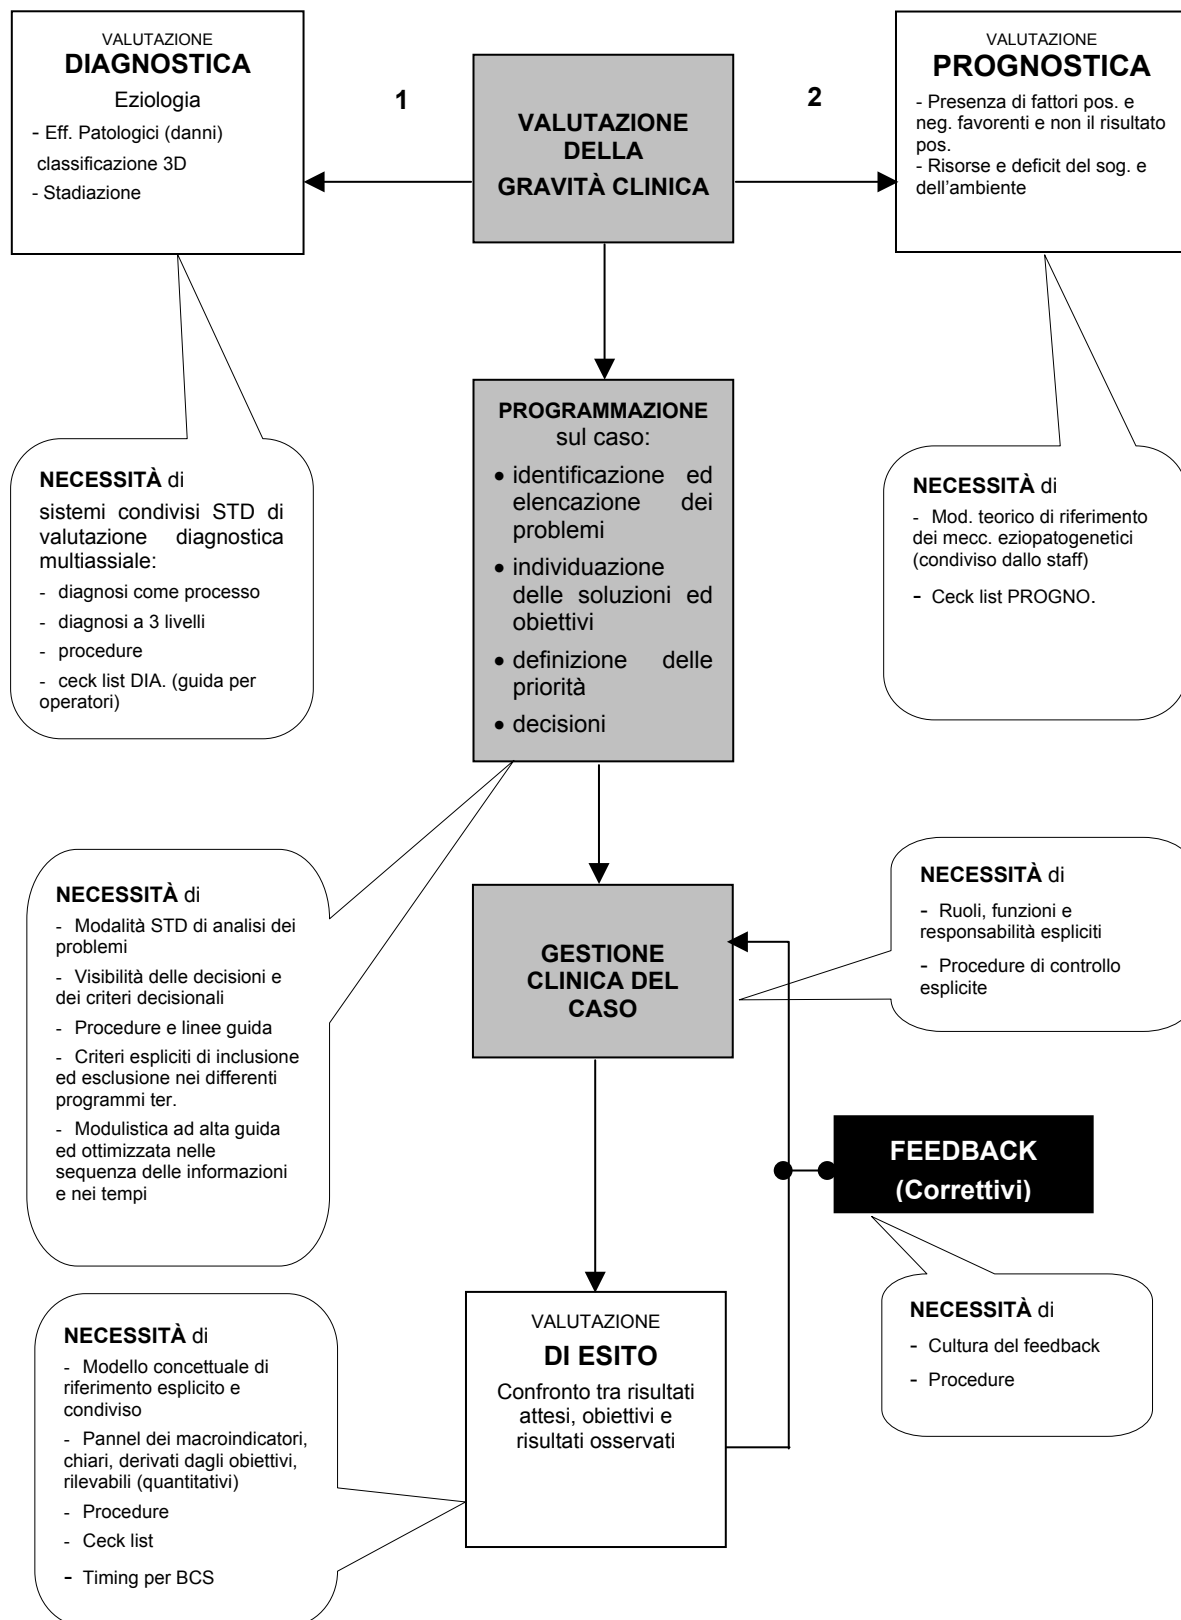 VALUTAZIONE
DIAGNOSTICA
Eziologia
- Eff. Patologici (danni)
classificazione 3D
- Stadiazione
1
VALUTAZIONE
DELLA
GRAVITÀ CLINICA
2
VALUTAZIONE
PROGNOSTICA
- Presenza di fattori pos. e
neg. favorenti e non il risultato
pos.
- Risorse e deficit del sog. e
dell'ambiente
NECESSITÀ di
sistemi condivisi STD di
valutazione diagnostica
multiassiale:
- diagnosi come processo
- diagnosi a 3 livelli
- procedure
- ceck list DIA. (guida per
operatori)
PROGRAMMAZIONE
sul caso:
• identificazione ed
elencazione dei
problemi
• individuazione
delle soluzioni ed
obiettivi
• definizione delle
priorità
• decisioni
NECESSITÀ di
- Mod. teorico di riferimento
dei mecc. eziopatogenetici
(condiviso dallo staff)
- Ceck list PROGNO.
NECESSITÀ di
- Modalità STD di analisi dei
problemi
- Visibilità delle decisioni e
dei criteri decisionali
- Procedure e linee guida
- Criteri espliciti di inclusione
ed esclusione nei differenti
programmi ter.
- Modulistica ad alta guida
ed ottimizzata nelle
sequenza delle informazioni
e nei tempi
GESTIONE
CLINICA DEL
CASO
NECESSITÀ di
- Ruoli, funzioni e
responsabilità espliciti
- Procedure di controllo
esplicite
FEEDBACK
(Correttivi)
NECESSITÀ di
- Cultura del feedback
- Procedure
NECESSITÀ di
- Modello concettuale di
riferimento esplicito e
condiviso
- Pannel dei macroindicatori,
chiari, derivati dagli obiettivi,
rilevabili (quantitativi)
- Procedure
- Ceck list
- Timing per BCS
VALUTAZIONE
DI ESITO
Confronto tra risultati
attesi, obiettivi e
risultati osservati